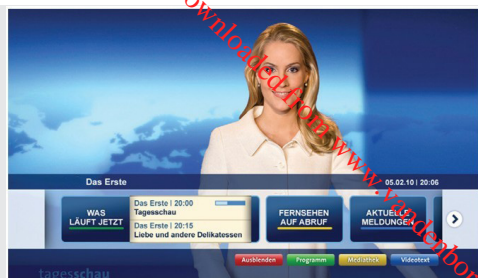 Downloaded from www.vandenbor
Das Erste
05.02.10 | 20:06
WAS
LÄUFT JETZT
Das Erste | 20:00
Tagesschau
Das Erste | 20:15
Liebe und andere Delikatessen
FERNSEHEN
AUF ABRUF
AKTUELLE
MELDUNGEN
Ausblenden
Programm
Mediathek
Videotext
tagesschau